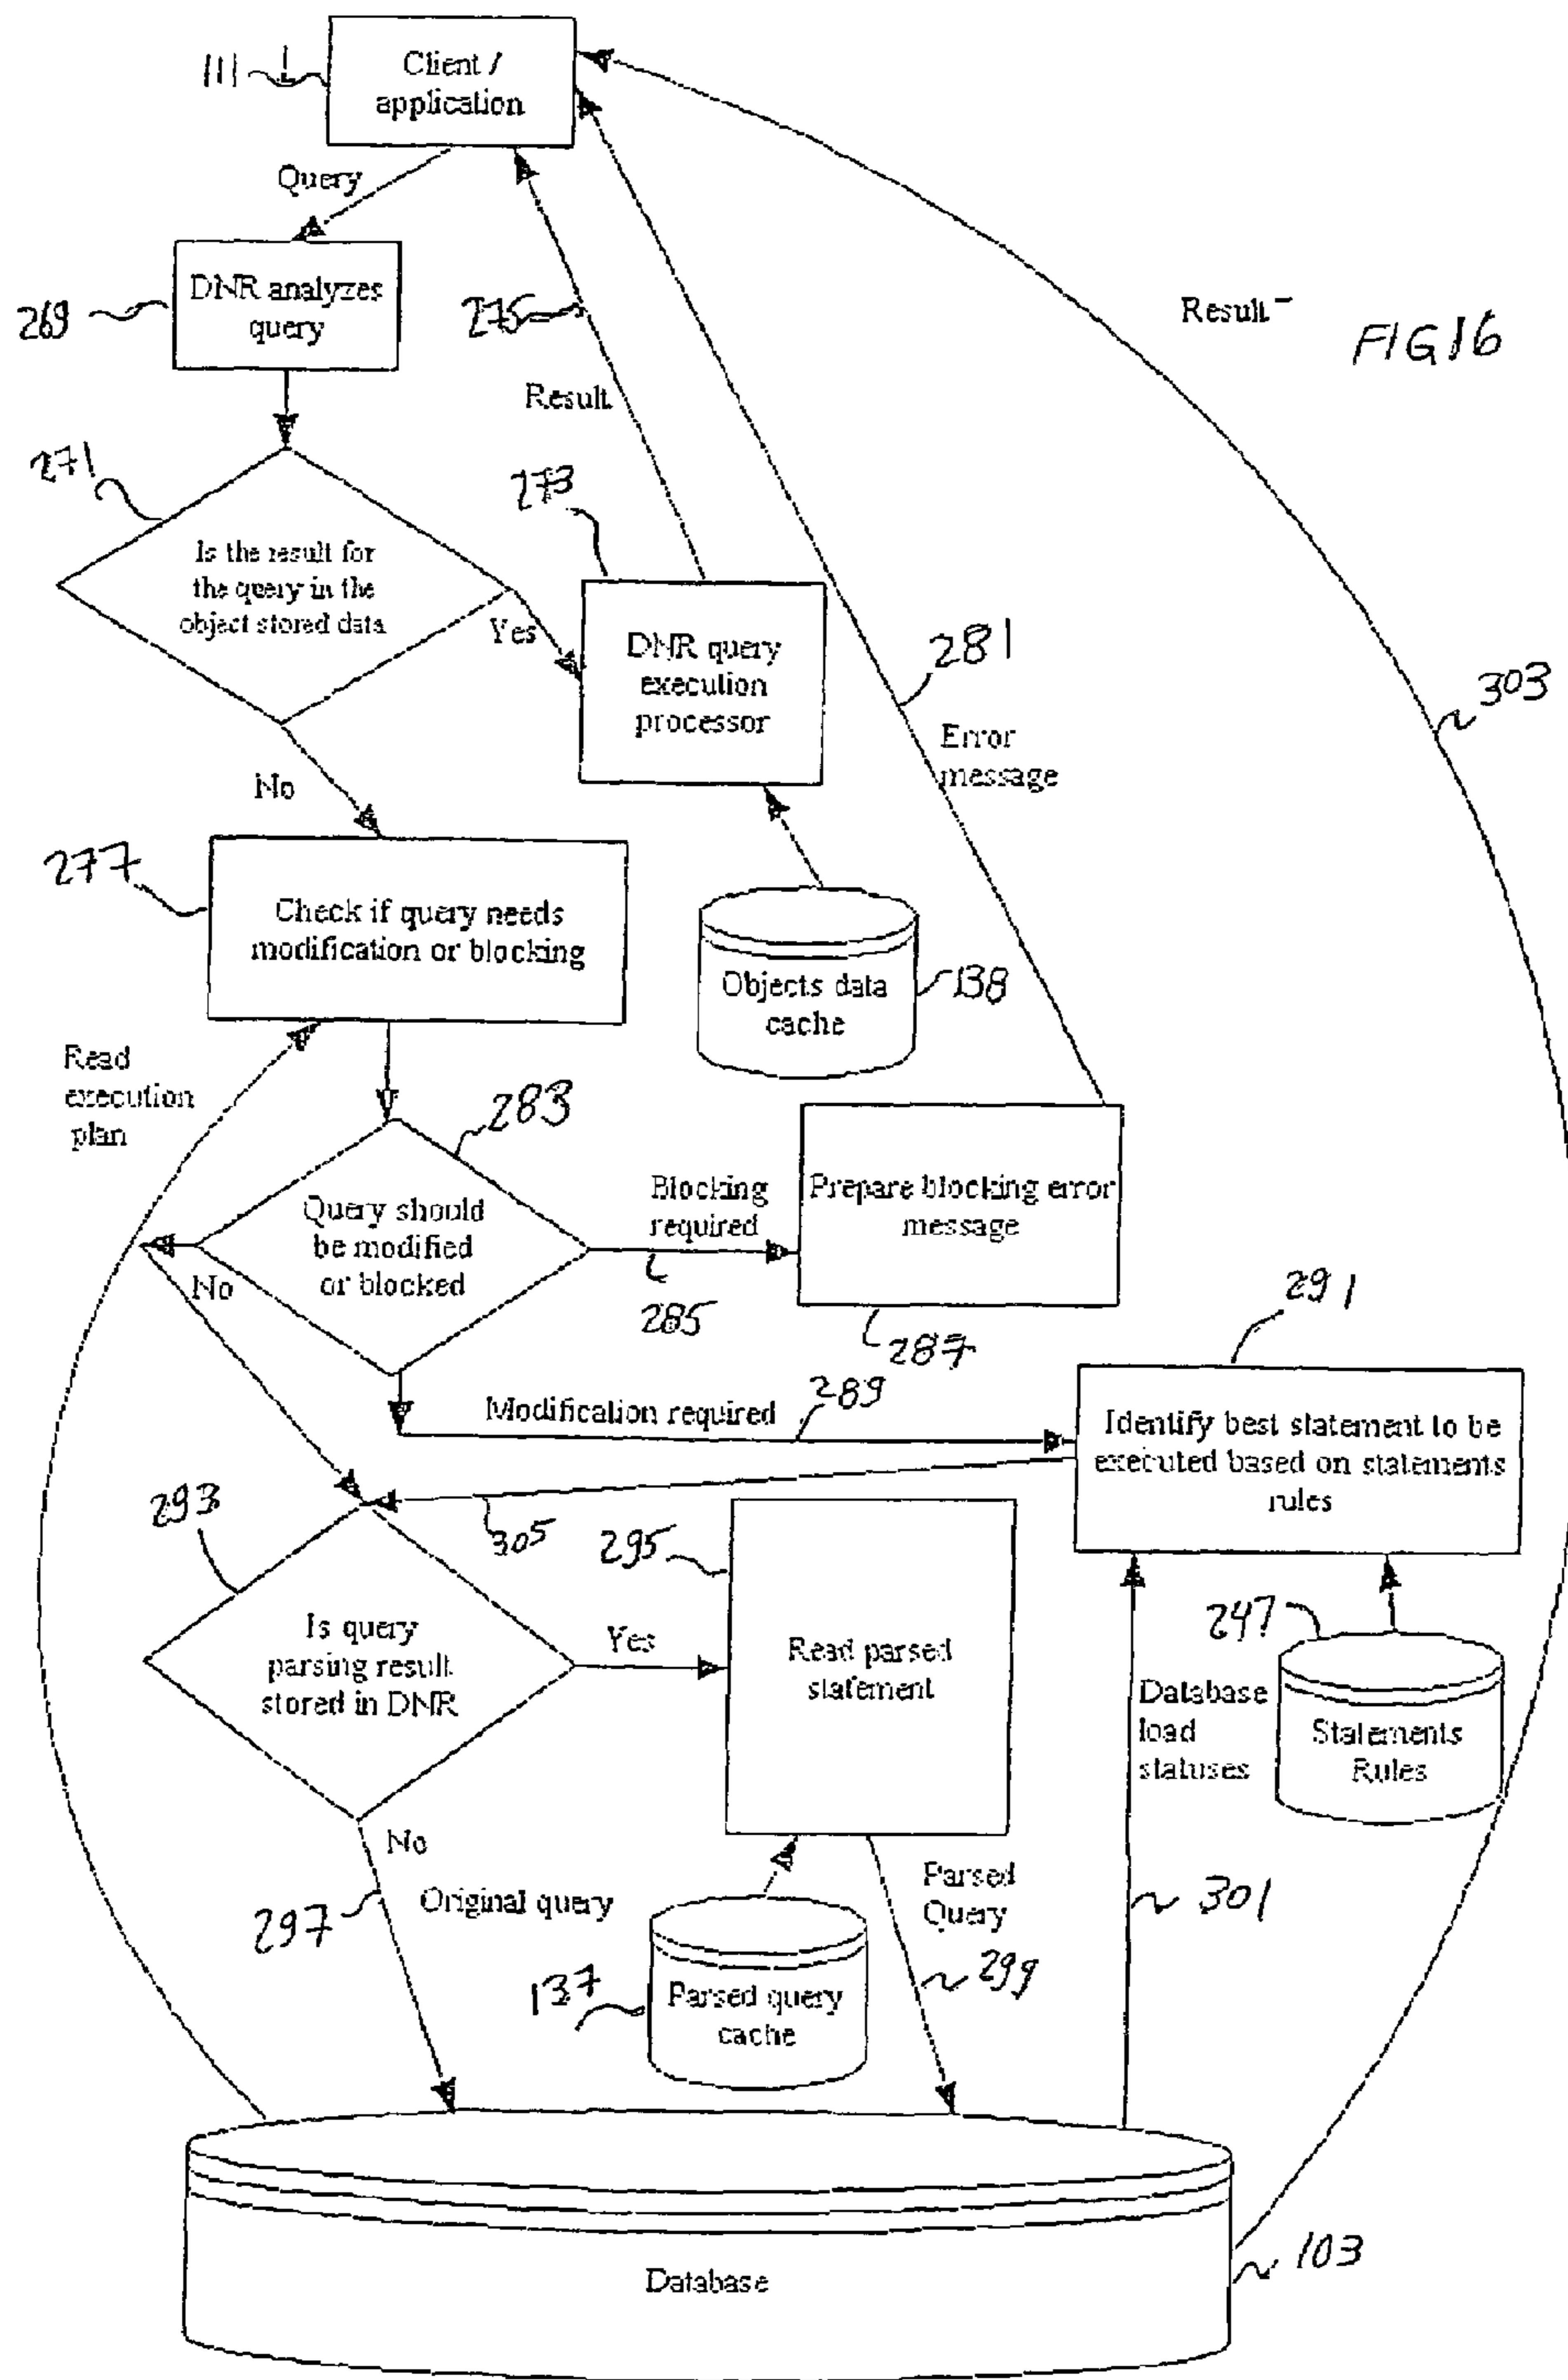 111
Client /
application
Query
269
DNR analyzes
query
275
Result
Result
FIG 16
271
Is the result for
the query in the
object stored data
Yes
No
273
DNR query
execution
processor
281
Error
message
303
277
Check if query needs
modification or blocking
Objects data
cache
138
Read
execution
plan
283
Query should
be modified
or blocked
No
Blocking
required
285
Prepare blocking error
message
287
291
289
Modification required
Identify best statement to be
executed based on statements
rules
293
305
295
Is query
parsing result
stored in DNR
Yes
Read parsed
statement
247
Statements
Rules
Database
load
statuses
301
No
297
Original query
Parsed
Query
299
137
Parsed query
cache
Database
103